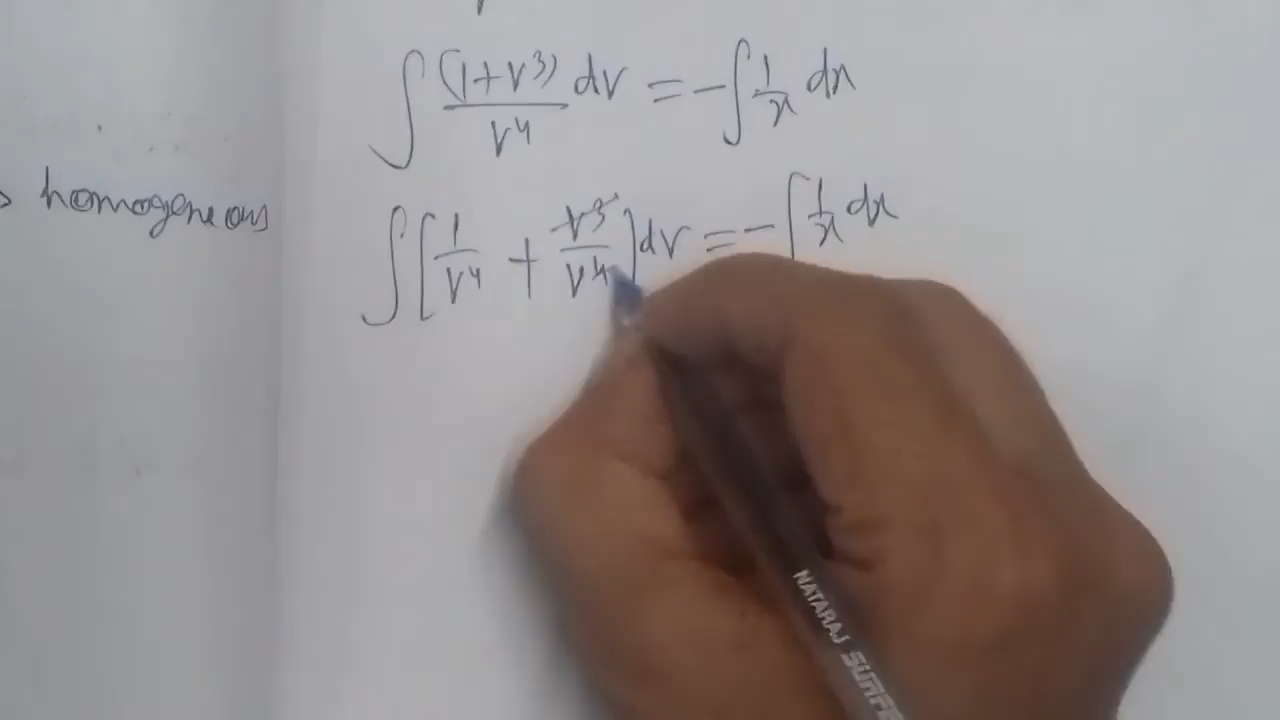 ∫ (1+v³)/v⁴ dv = -∫ 1/x dx
homogeneous
∫ [1/v⁴ + v³/v⁴] dv = -∫ 1/x dx
NATARAJ